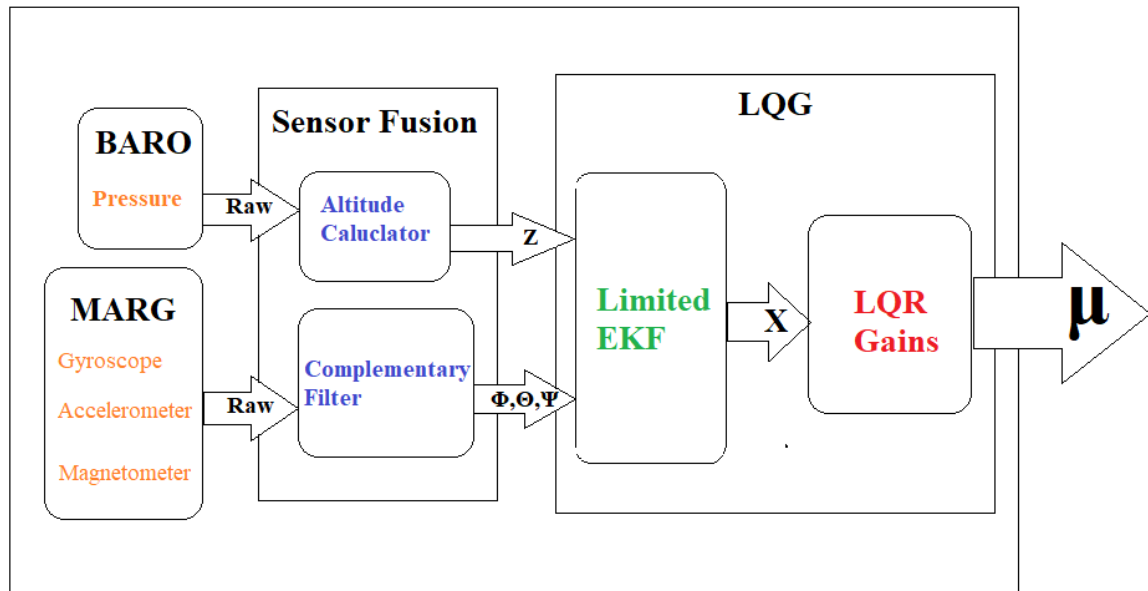 BARO
Pressure
Raw
MARG
Gyroscope
Accelerometer
Magnetometer
Raw
Sensor Fusion
Altitude
Caluclator
Z
Complementary
Filter
Φ,Θ,Ψ
LQG
Limited
EKF
X
LQR
Gains
μ